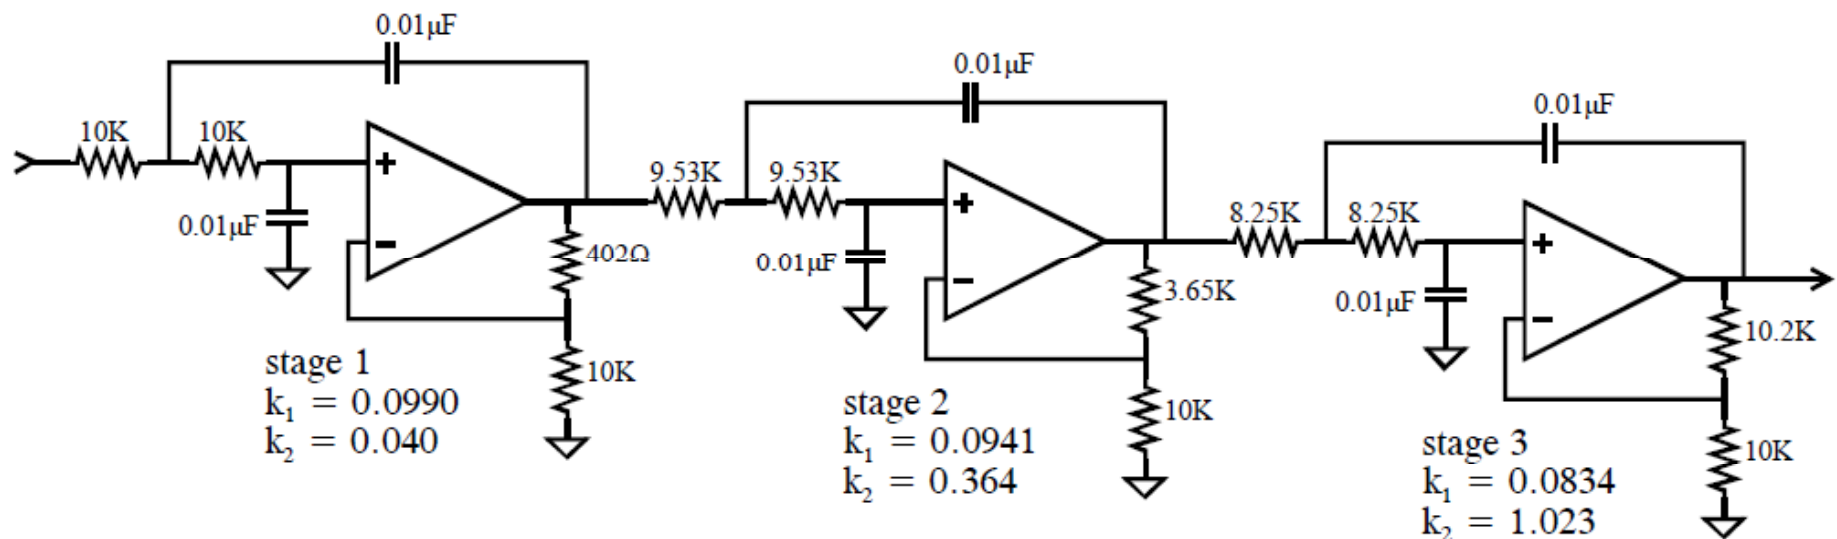 0.01µF
10K
10K
0.01µF
402Ω
10K
stage 1
k₁ = 0.0990
k₂ = 0.040
0.01µF
9.53K
9.53K
0.01µF
3.65K
10K
stage 2
k₁ = 0.0941
k₂ = 0.364
0.01µF
8.25K
8.25K
0.01µF
10.2K
10K
stage 3
k₁ = 0.0834
k₂ = 1.023